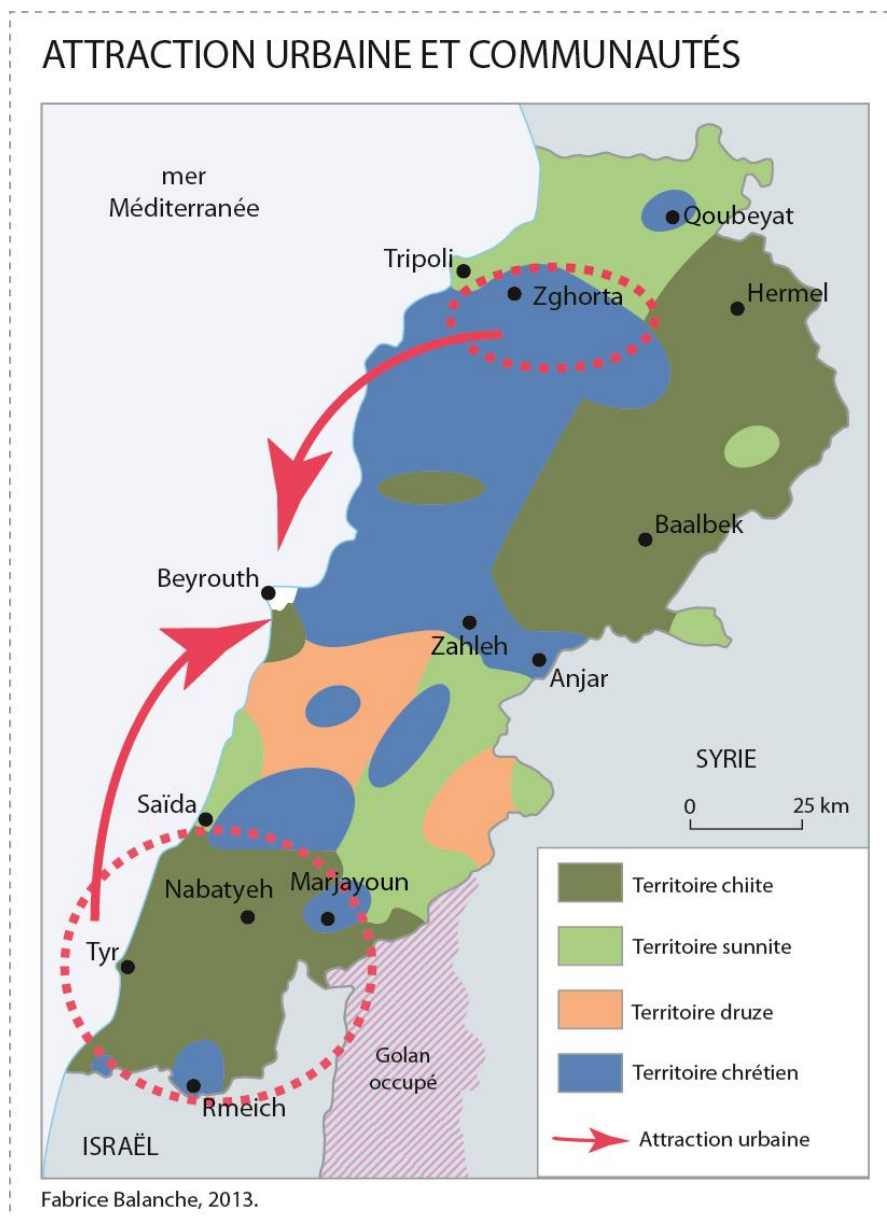 ATTRACTION URBAINE ET COMMUNAUTÉS
mer
Méditerranée
Qoubeyat
Tripoli
Zghorta
Hermel
Baalbek
Beyrouth
Zahleh
Anjar
SYRIE
Saïda
0 25 km
Nabatyeh
Marjayoun
Tyr
Golan
occupé
Rmeich
ISRAËL
Territoire chiite
Territoire sunnite
Territoire druze
Territoire chrétien
Attraction urbaine
Fabrice Balanche, 2013.